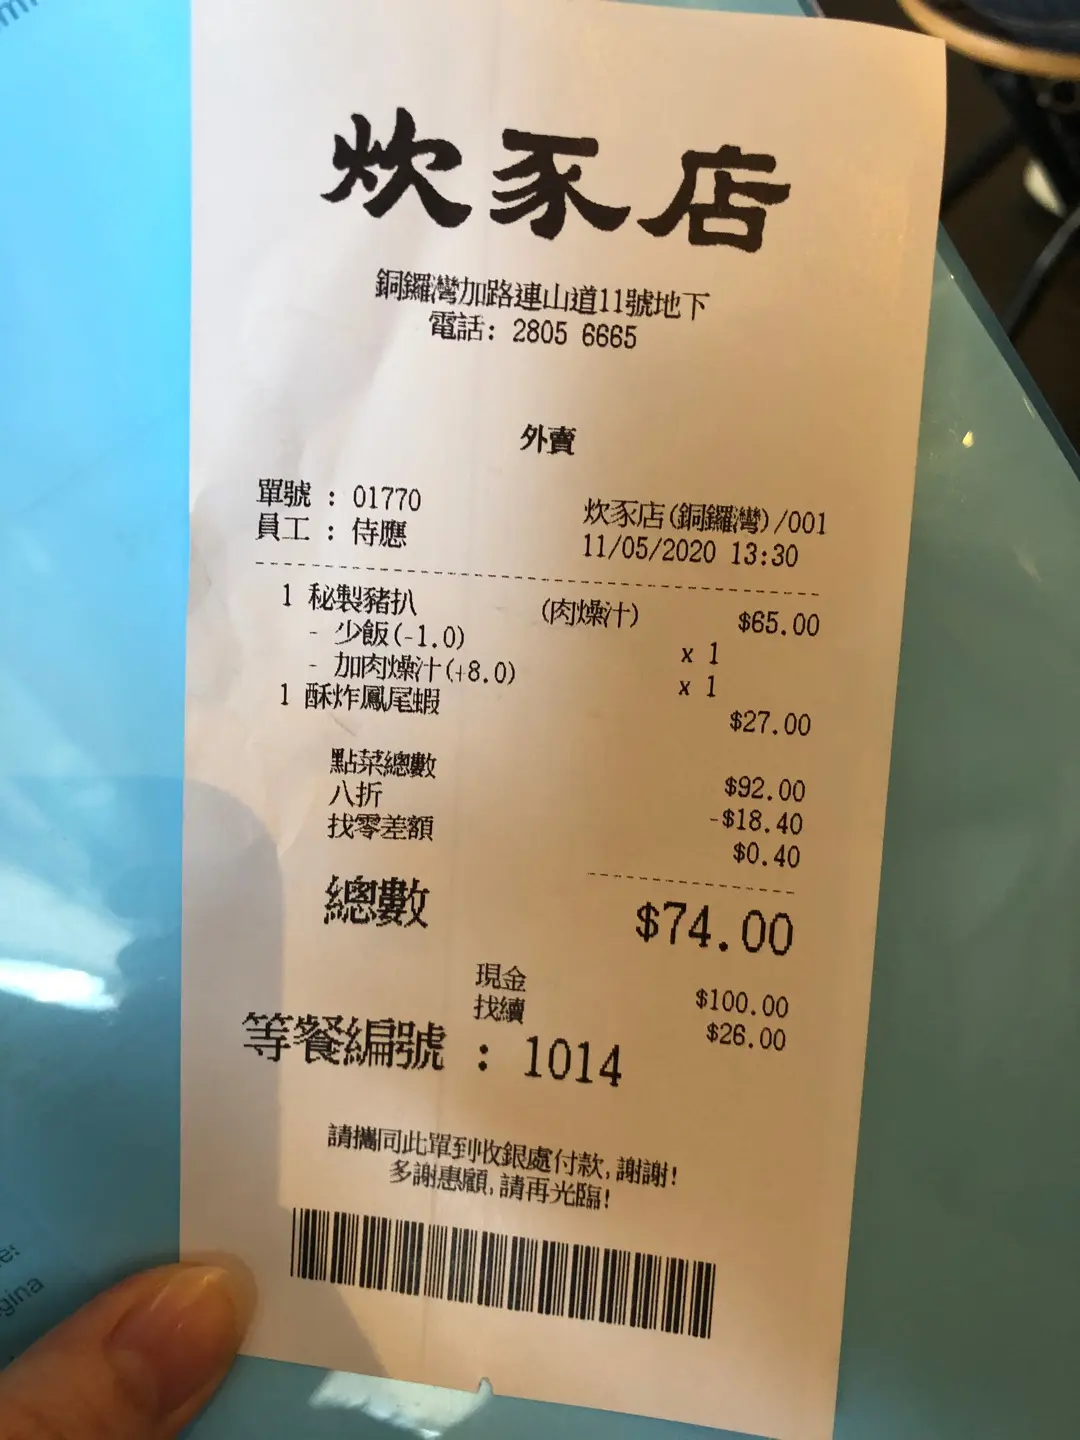 炊豕店
銅鑼灣加路連山道11號地下
電話: 2805 6665
外賣
單號 : 01770
員工 : 侍應
炊豕店(銅鑼灣)/001
11/05/2020 13:30
1 秘製豬扒 (肉燥汁) $65.00
- 少飯(-1.0) x 1
- 加肉燥汁(+8.0) x 1
1 酥炸鳳尾蝦 $27.00
點菜總數 $92.00
八折 -$18.40
找零差額 $0.40
總數 $74.00
現金 $100.00
找續 $26.00
等餐編號 : 1014
請攜同此單到收銀處付款,謝謝!
多謝惠顧,請再光臨!
gina